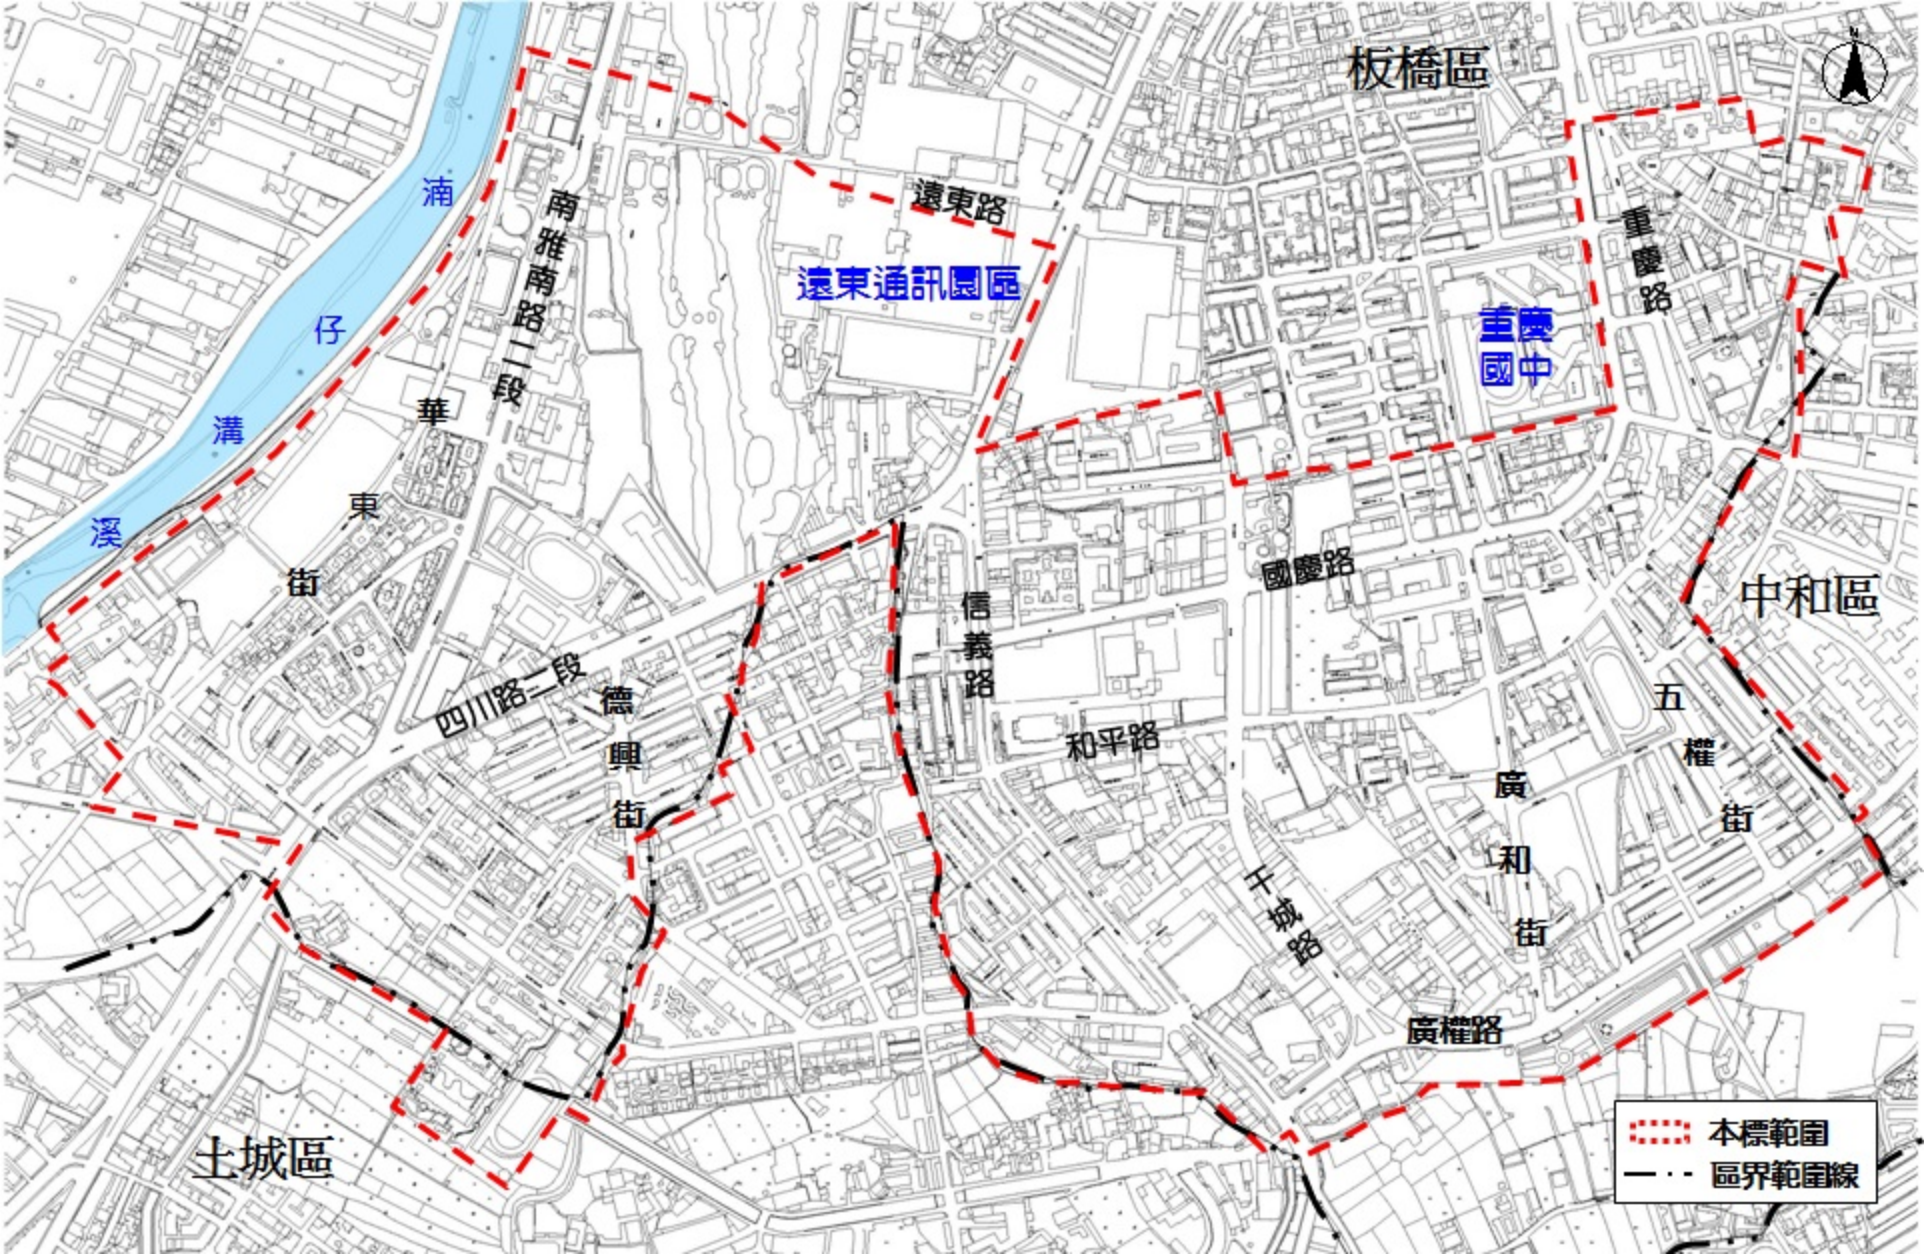 板橋區
N
湳仔溝溪
南雅南路二段
遠東路
遠東通訊園區
重慶路
重慶
國中
華東街
四川路二段
德興街
信義路
國慶路
和平路
中和區
五權街
廣和街
干城路
廣權路
土城區
本標範圍
區界範圍線